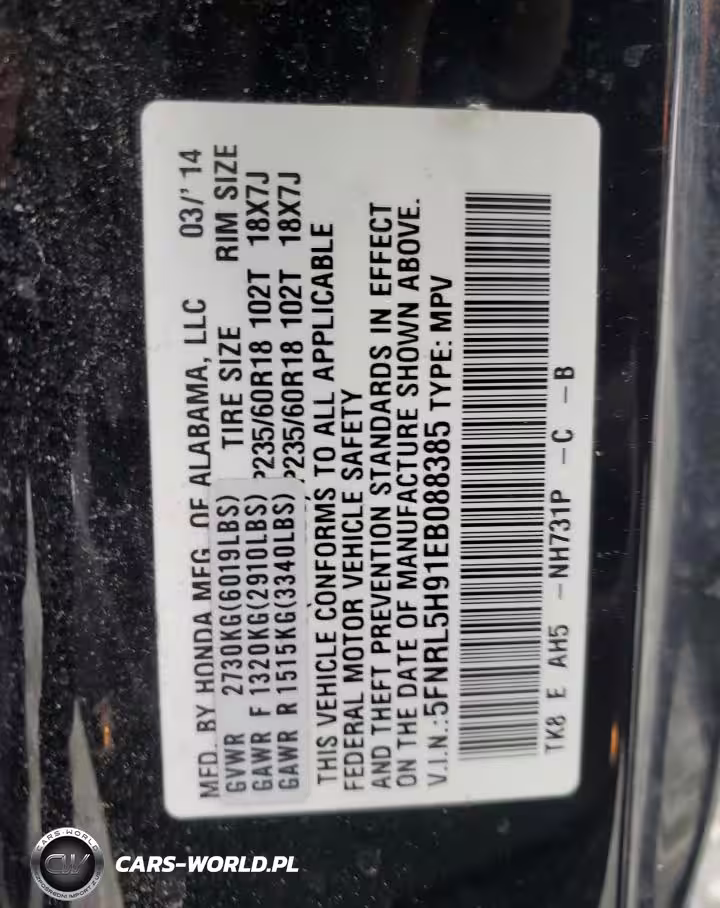 MFD. BY HONDA MFG. OF ALABAMA, LLC 03/'14
GVWR 2730KG(6019LBS) TIRE SIZE RIM SIZE
GAWR F 1320KG(2910LBS) P235/60R18 102T 18X7J
GAWR R 1515KG(3340LBS) P235/60R18 102T 18X7J
THIS VEHICLE CONFORMS TO ALL APPLICABLE
FEDERAL MOTOR VEHICLE SAFETY
AND THEFT PREVENTION STANDARDS IN EFFECT
ON THE DATE OF MANUFACTURE SHOWN ABOVE.
V.I.N.:5FNRL5H91EB088385 TYPE: MPV
TK8 E AH5 -NH731P -C -B
CARS-WORLD
CW
CARS-WORLD.PL